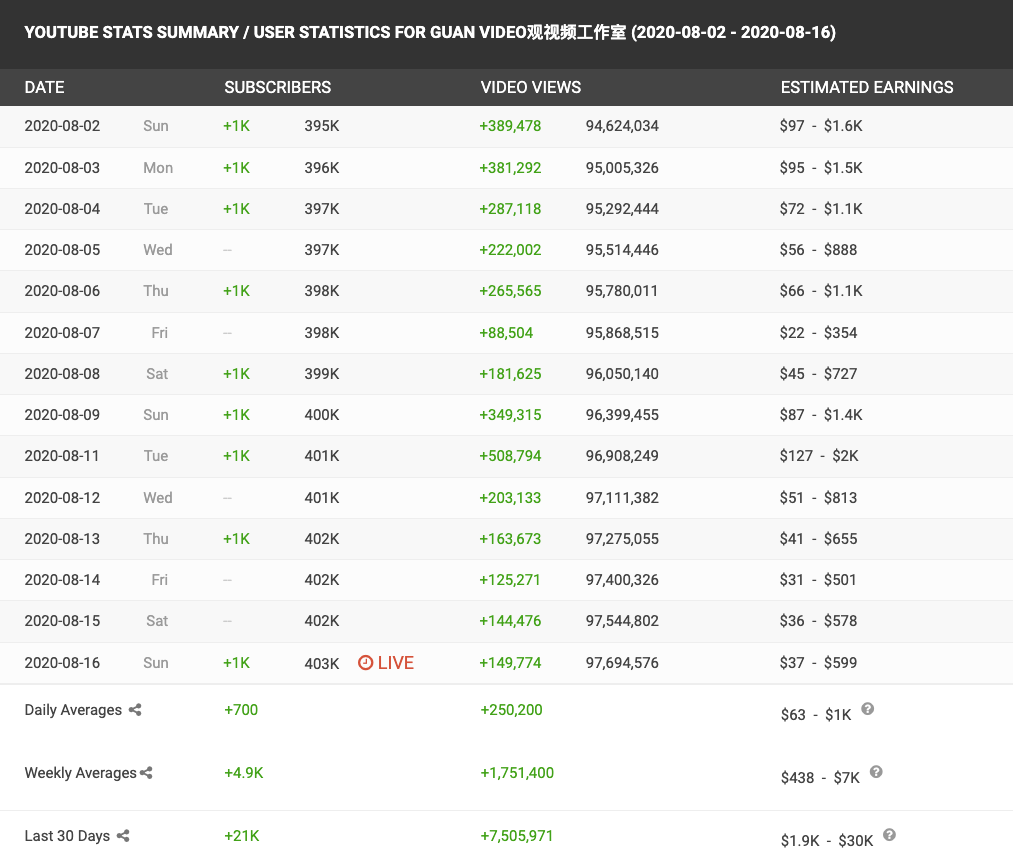 YOUTUBE STATS SUMMARY / USER STATISTICS FOR GUAN VIDEO观视频工作室 (2020-08-02 - 2020-08-16)
DATE SUBSCRIBERS VIDEO VIEWS ESTIMATED EARNINGS
2020-08-02 Sun +1K 395K +389,478 94,624,034 $97 - $1.6K
2020-08-03 Mon +1K 396K +381,292 95,005,326 $95 - $1.5K
2020-08-04 Tue +1K 397K +287,118 95,292,444 $72 - $1.1K
2020-08-05 Wed -- 397K +222,002 95,514,446 $56 - $888
2020-08-06 Thu +1K 398K +265,565 95,780,011 $66 - $1.1K
2020-08-07 Fri -- 398K +88,504 95,868,515 $22 - $354
2020-08-08 Sat +1K 399K +181,625 96,050,140 $45 - $727
2020-08-09 Sun +1K 400K +349,315 96,399,455 $87 - $1.4K
2020-08-11 Tue +1K 401K +508,794 96,908,249 $127 - $2K
2020-08-12 Wed -- 401K +203,133 97,111,382 $51 - $813
2020-08-13 Thu +1K 402K +163,673 97,275,055 $41 - $655
2020-08-14 Fri -- 402K +125,271 97,400,326 $31 - $501
2020-08-15 Sat -- 402K +144,476 97,544,802 $36 - $578
2020-08-16 Sun +1K 403K LIVE +149,774 97,694,576 $37 - $599
Daily Averages +700 +250,200 $63 - $1K
Weekly Averages +4.9K +1,751,400 $438 - $7K
Last 30 Days +21K +7,505,971 $1.9K - $30K